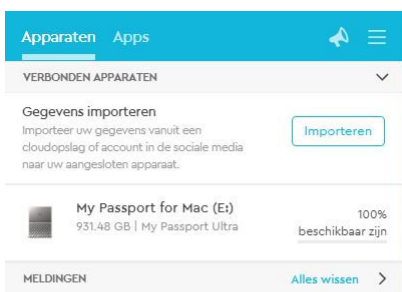 Apparaten Apps
VERBONDEN APPARATEN
Gegevens importeren
Importeer uw gegevens vanuit een
cloudopslag of account in de sociale media
naar uw aangesloten apparaat.
Importeren
My Passport for Mac (E:)
931.48 GB | My Passport Ultra
100%
beschikbaar zijn
MELDINGEN
Alles wissen